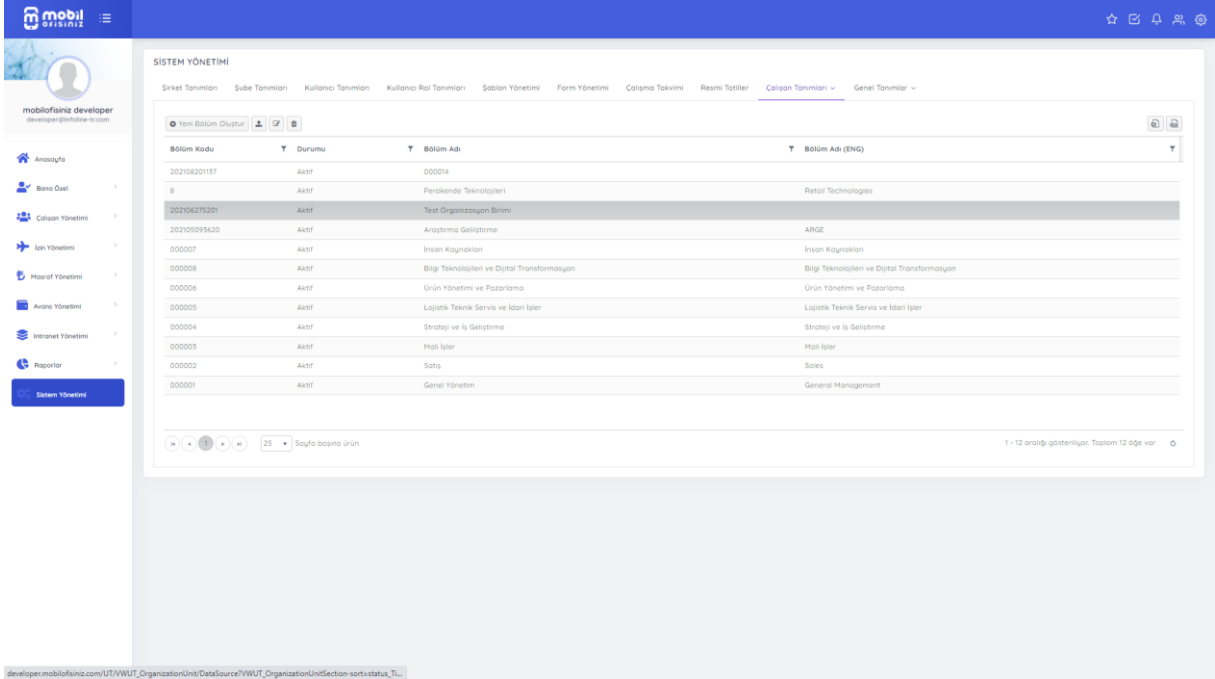 mobil
OFISINIZ
mobilofisiniz developer
developer@infoline-tr.com
Anasayfa
Bana Özel
Çalışan Yönetimi
İzin Yönetimi
Masraf Yönetimi
Avans Yönetimi
Intranet Yönetimi
Raporlar
Sistem Yönetimi
SİSTEM YÖNETİMİ
Şirket Tanımları Şube Tanımları Kullanıcı Tanımları Kullanıcı Rol Tanımları Şablon Yönetimi Form Yönetimi Çalışma Takvimi Resmi Tatiller Çalışan Tanımları Genel Tanımlar
Yeni Bölüm Oluştur
Bölüm Kodu Durumu Bölüm Adı Bölüm Adı (ENG)
202108201137 Aktif 000014
8 Aktif Perakende Teknolojileri Retail Technologies
202106275201 Aktif Test Organizasyon Birimi
202105093620 Aktif Araştırma Geliliştirme ARGE
000007 Aktif İnsan Kaynakları İnsan Kaynakları
000008 Aktif Bilgi Teknolojileri ve Dijital Transformasyon Bilgi Teknolojileri ve Dijital Transformasyon
000006 Aktif Ürün Yönetimi ve Pazarlama Ürün Yönetimi ve Pazarlama
000005 Aktif Lojistik Teknik Servis ve İdari İşler Lojistik Teknik Servis ve İdari İşler
000004 Aktif Strateji ve İş Geliştirme Strateji ve İş Geliştirme
000003 Aktif Mali İşler Mali İşler
000002 Aktif Satış Sales
000001 Aktif Genel Yönetim General Management
1 25 Sayfa başına ürün 1 - 12 aralığı gösteriliyor. Toplam 12 öğe var
developer.mobilofisiniz.com/UT/VWUT_OrganizationUnit/DataSource?VWUT_OrganizationUnitSection-sort=status_Ti...